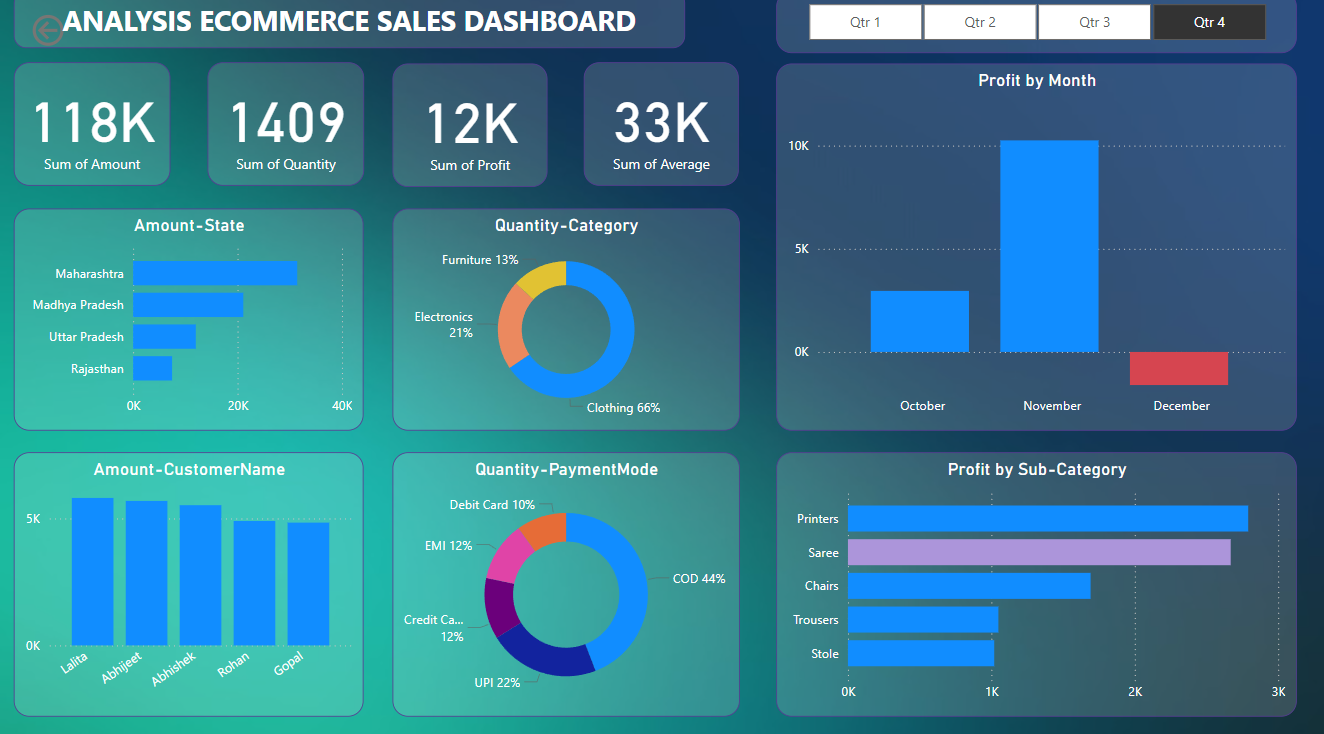 ANALYSIS ECOMMERCE SALES DASHBOARD
Qtr 1
Qtr 2
Qtr 3
Qtr 4
118K
Sum of Amount
1409
Sum of Quantity
12K
Sum of Profit
33K
Sum of Average
Profit by Month
10K
5K
0K
October
November
December
Amount-State
Maharashtra
Madhya Pradesh
Uttar Pradesh
Rajasthan
0K
20K
40K
Quantity-Category
Furniture 13%
Electronics
21%
Clothing 66%
Amount-CustomerName
5K
0K
Lalita
Abhijeet
Abhishek
Rohan
Gopal
Quantity-PaymentMode
Debit Card 10%
EMI 12%
COD 44%
Credit Ca...
12%
UPI 22%
Profit by Sub-Category
Printers
Saree
Chairs
Trousers
Stole
0K
1K
2K
3K